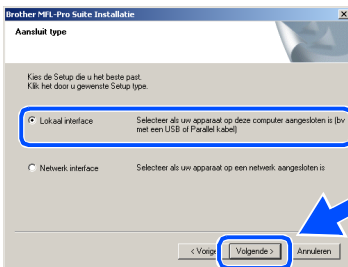 Brother MFL-Pro Suite Installatie
Aansluit type
Kies de Setup die u het beste past.
Klik het door u gewenste Setup type.
Lokaal interface
Selecteer als uw apparaat op deze computer aangesloten is (bv
met een USB of Parallel kabel)
Netwerk interface
Selecteer als uw apparaat op een netwerk aangesloten is
< Vorige
Volgende >
Annuleren